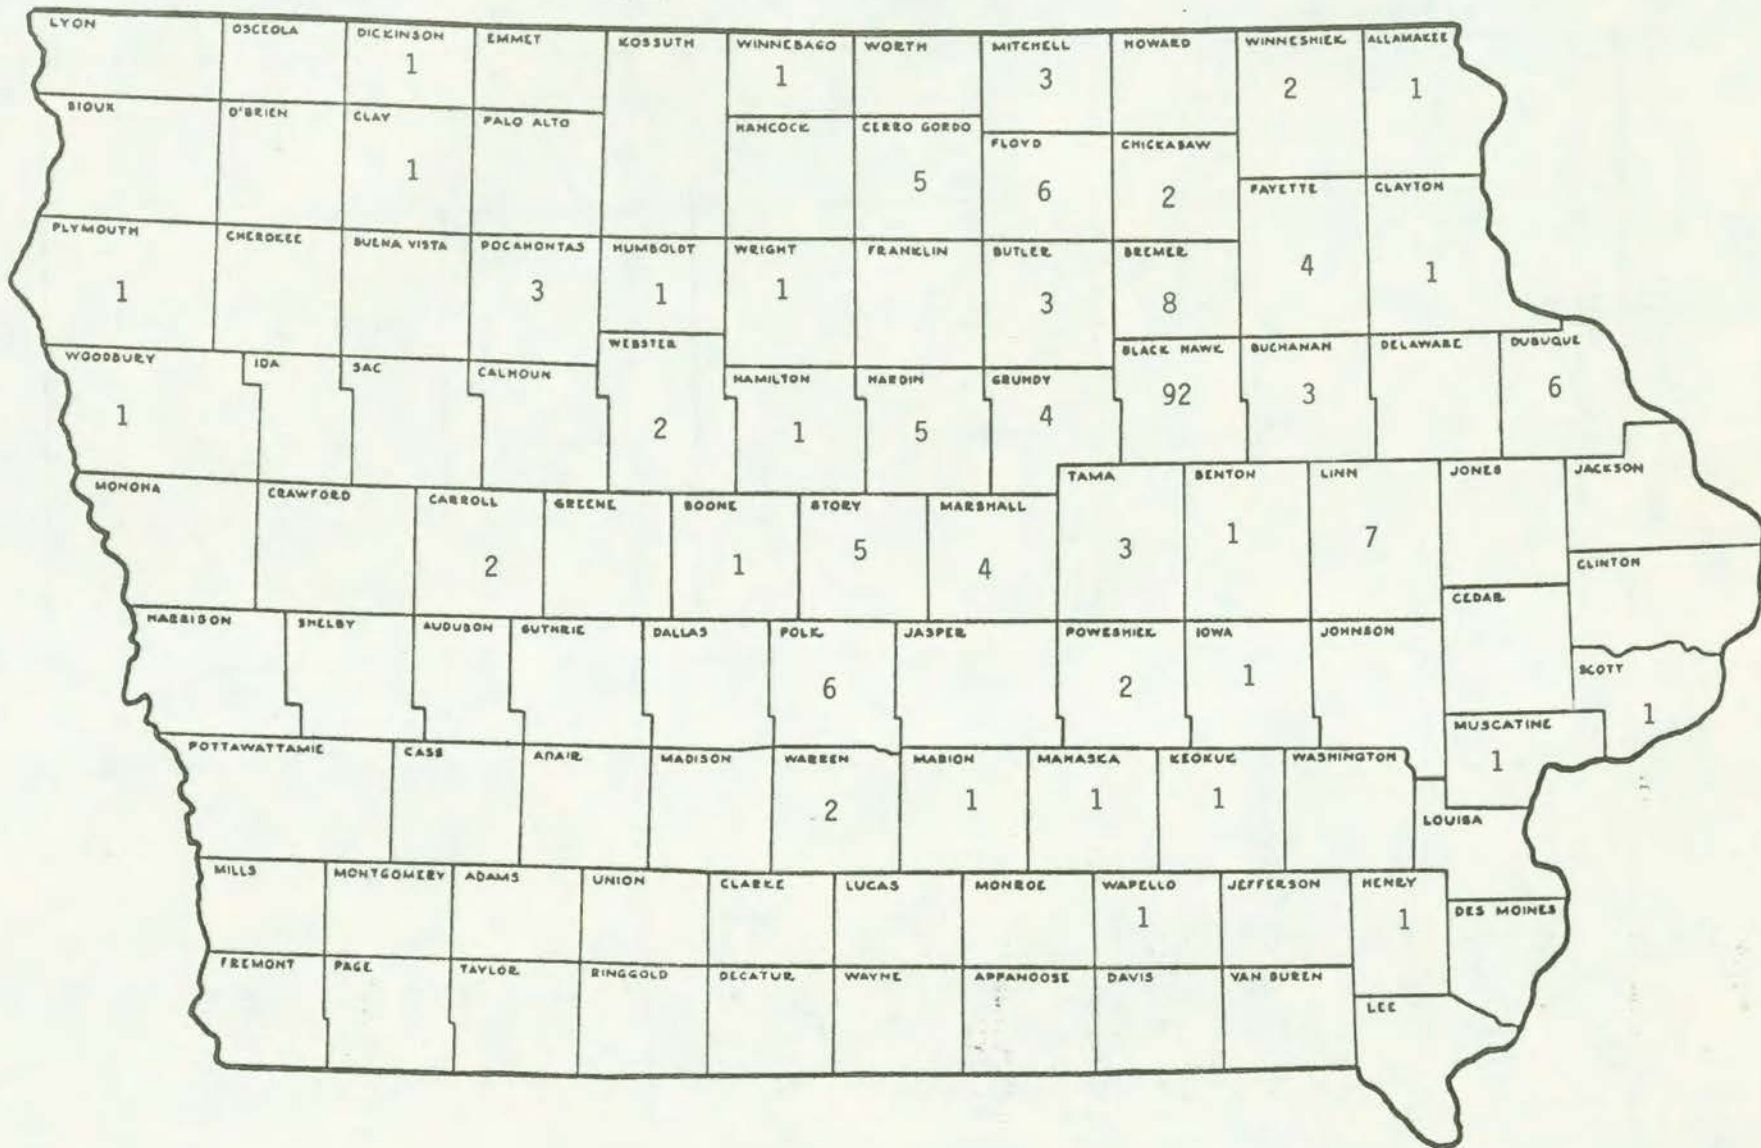 LYON OSCEOLA DICKINSON EMMET KOSSUTH WINNEBAGO WORTH MITCHELL HOWARD WINNESHIEK ALLAMAKEE
1 1 3 2 1
SIOUX O'BRIEN CLAY PALO ALTO HANCOCK CERRO GORDO FLOYD CHICKASAW
1 5 6 2
FAYETTE CLAYTON
4 1
PLYMOUTH CHEROKEE BUENA VISTA POCAHONTAS HUMBOLDT WRIGHT FRANKLIN BUTLER BREMER
1 3 1 1 3 8
WOODBURY IDA SAC CALHOUN WEBSTER HAMILTON HARDIN GRUNDY BLACK HAWK BUCHANAN DELAWARE DUBUQUE
1 2 1 5 4 92 3 6
MONONA CRAWFORD CARROLL GREENE BOONE STORY MARSHALL TAMA BENTON LINN JONES JACKSON
2 1 5 4 3 1 7
CLINTON
CEDAR
HARRISON SHELBY AUDUBON GUTHRIE DALLAS POLK JASPER POWESHIEK IOWA JOHNSON
6 2 1
SCOTT
1
MUSCATINE
1
POTTAWATTAMIE CASS ADAIR MADISON WARREN MARION MAHASKA KEOKUK WASHINGTON
2 1 1 1
LOUISA
MILLS MONTGOMERY ADAMS UNION CLARKE LUCAS MONROE WAPELLO JEFFERSON HENRY
1 1
DES MOINES
FREMONT PAGE TAYLOR RINGGOLD DECATUR WAYNE APPANOOSE DAVIS VAN BUREN
LEE